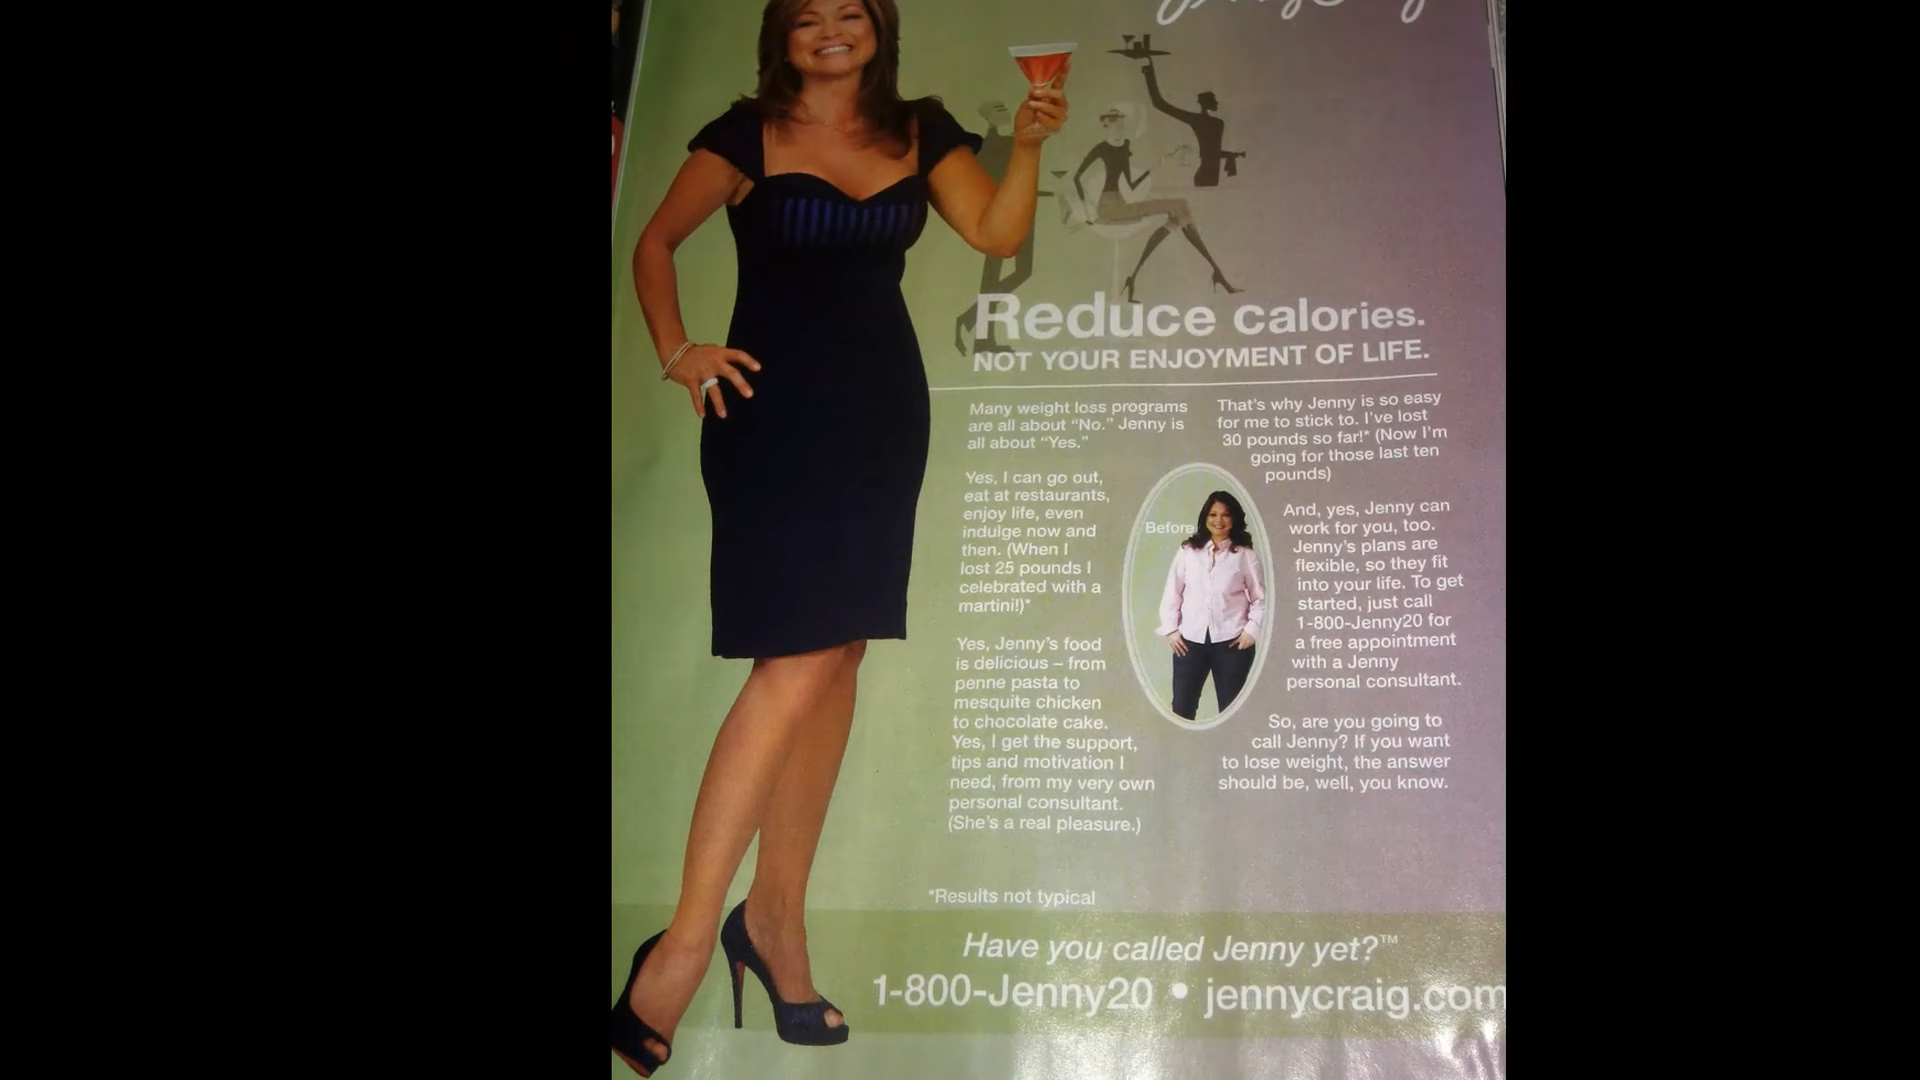 Reduce calories.
NOT YOUR ENJOYMENT OF LIFE.
Many weight loss programs
are all about “No.” Jenny is
all about “Yes.”
Yes, I can go out,
eat at restaurants,
enjoy life, even
indulge now and
then. (When I
lost 25 pounds I
celebrated with a
martini!)*
Yes, Jenny’s food
is delicious – from
penne pasta to
mesquite chicken
to chocolate cake.
Yes, I get the support,
tips and motivation I
need, from my very own
personal consultant.
(She’s a real pleasure.)
That’s why Jenny is so easy
for me to stick to. I’ve lost
30 pounds so far!* (Now I’m
going for those last ten
pounds)
Before
And, yes, Jenny can
work for you, too.
Jenny’s plans are
flexible, so they fit
into your life. To get
started, just call
1-800-Jenny20 for
a free appointment
with a Jenny
personal consultant.
So, are you going to
call Jenny? If you want
to lose weight, the answer
should be, well, you know.
*Results not typical
Have you called Jenny yet?™
1-800-Jenny20 • jennycraig.com